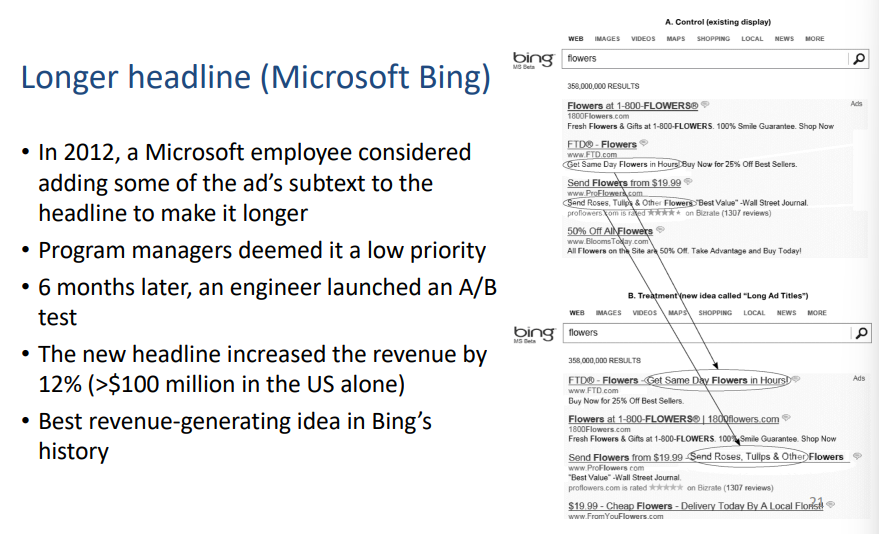 Longer headline (Microsoft Bing)
• In 2012, a Microsoft employee considered
adding some of the ad's subtext to the
headline to make it longer
• Program managers deemed it a low priority
• 6 months later, an engineer launched an A/B
test
• The new headline increased the revenue by
12% (>$100 million in the US alone)
• Best revenue-generating idea in Bing's
history
A. Control (existing display)
WEB IMAGES VIDEOS MAPS SHOPPING LOCAL NEWS MORE
bing
MS Beta
flowers
358,000,000 RESULTS
Flowers at 1-800-FLOWERS®
Ads
1800Flowers.com
Fresh Flowers & Gifts at 1-800-FLOWERS. 100% Smile Guarantee. Shop Now
FTD® - Flowers
www.FTD.com
Get Same Day Flowers in Hours! Buy Now for 25% Off Best Sellers.
Send Flowers from $19.99
www.ProFlowers.com
Send Roses, Tulips & Other Flowers "Best Value" -Wall Street Journal.
proflowers.com is rated ★★★★★ on Bizrate (1307 reviews)
50% Off All Flowers
www.BloomsToday.com
All Flowers on the Site are 50% Off. Take Advantage and Buy Today!
B. Treatment (new idea called "Long Ad Titles")
WEB IMAGES VIDEOS MAPS SHOPPING LOCAL NEWS MORE
bing
MS Beta
flowers
358,000,000 RESULTS
FTD® - Flowers - Get Same Day Flowers in Hours!
Ads
www.FTD.com
Buy Now for 25% Off Best Sellers.
Flowers at 1-800-FLOWERS® | 1800flowers.com
1800Flowers.com
Fresh Flowers & Gifts at 1-800-FLOWERS. 100% Smile Guarantee. Shop Now
Send Flowers from $19.99 - Send Roses, Tulips & Other Flowers
www.ProFlowers.com
"Best Value" -Wall Street Journal.
proflowers.com is rated ★★★★★ on Bizrate (1307 reviews)
$19.99 - Cheap Flowers - Delivery Today By A Local Florist!
www.FromYouFlowers.com
21